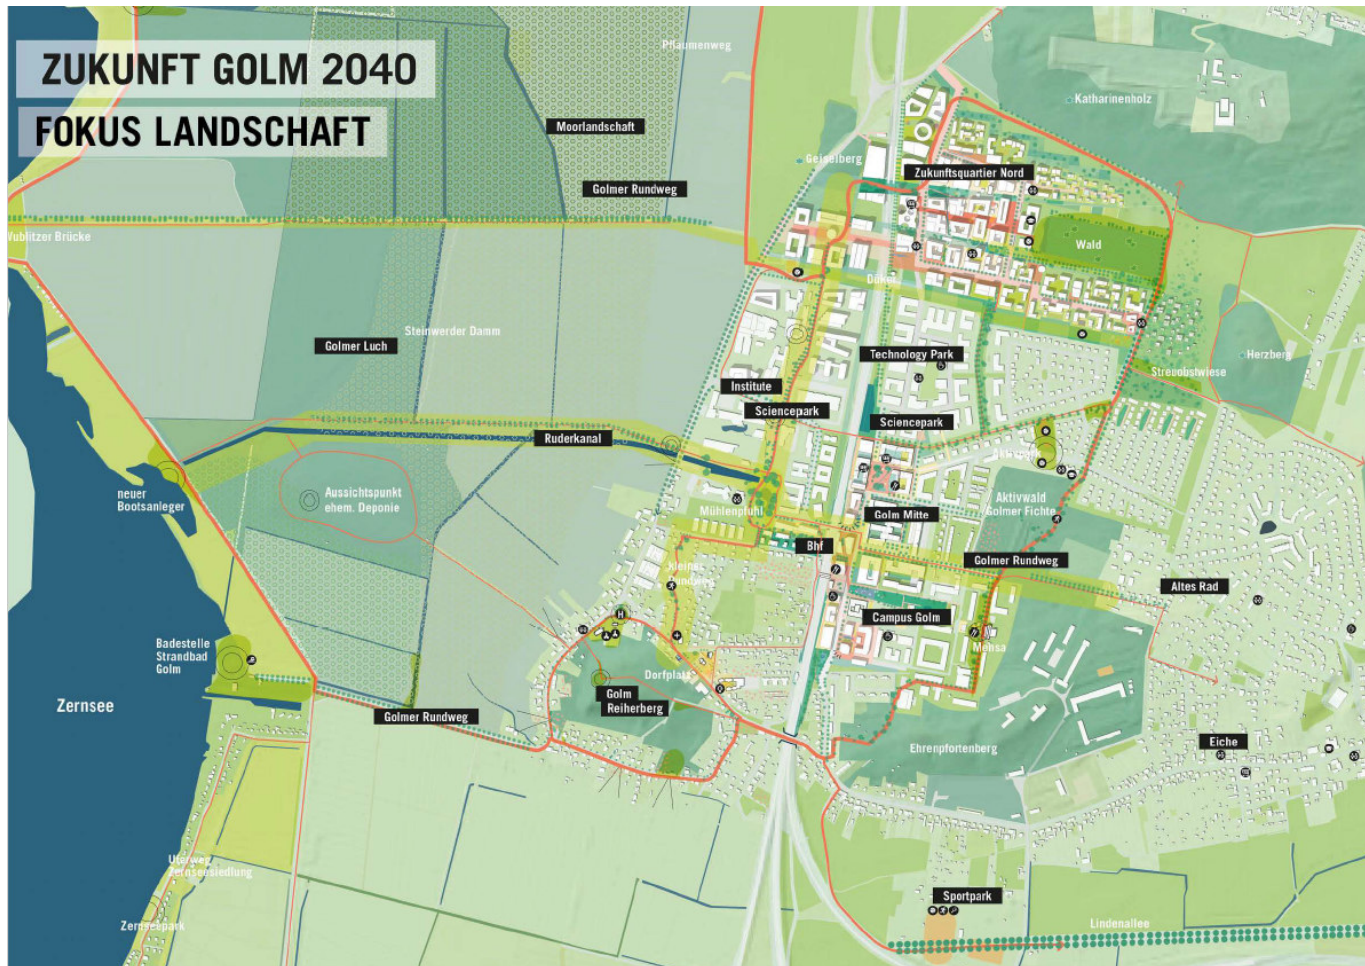 ZUKUNFT GOLM 2040
FOKUS LANDSCHAFT
Pflaumenweg
Katharinenholz
Moorlandschaft
Geiselberg
Zukunftsquartier Nord
Golmer Rundweg
Wublitzer Brücke
Wald
Düker
Steinwerder Damm
Golmer Luch
Technology Park
Herzberg
Streuobstwiese
Institute
Sciencepark
Sciencepark
Ruderkanal
neuer
Bootsanleger
Aussichtspunkt
ehem. Deponie
Aktivwald
Golmer Fichte
Mühlenpfuhl
Golm Mitte
Bhf
Golmer Rundweg
kleiner
Rundweg
Altes Rad
H
Campus Golm
Mensa
Badestelle
Strandbad
Golm
Dorfplatz
Golm
Reiherberg
Zernsee
Golmer Rundweg
Ehrenpfortenberg
Eiche
Uferweg
Zernseesiedlung
Sportpark
Zernseepark
Lindenallee